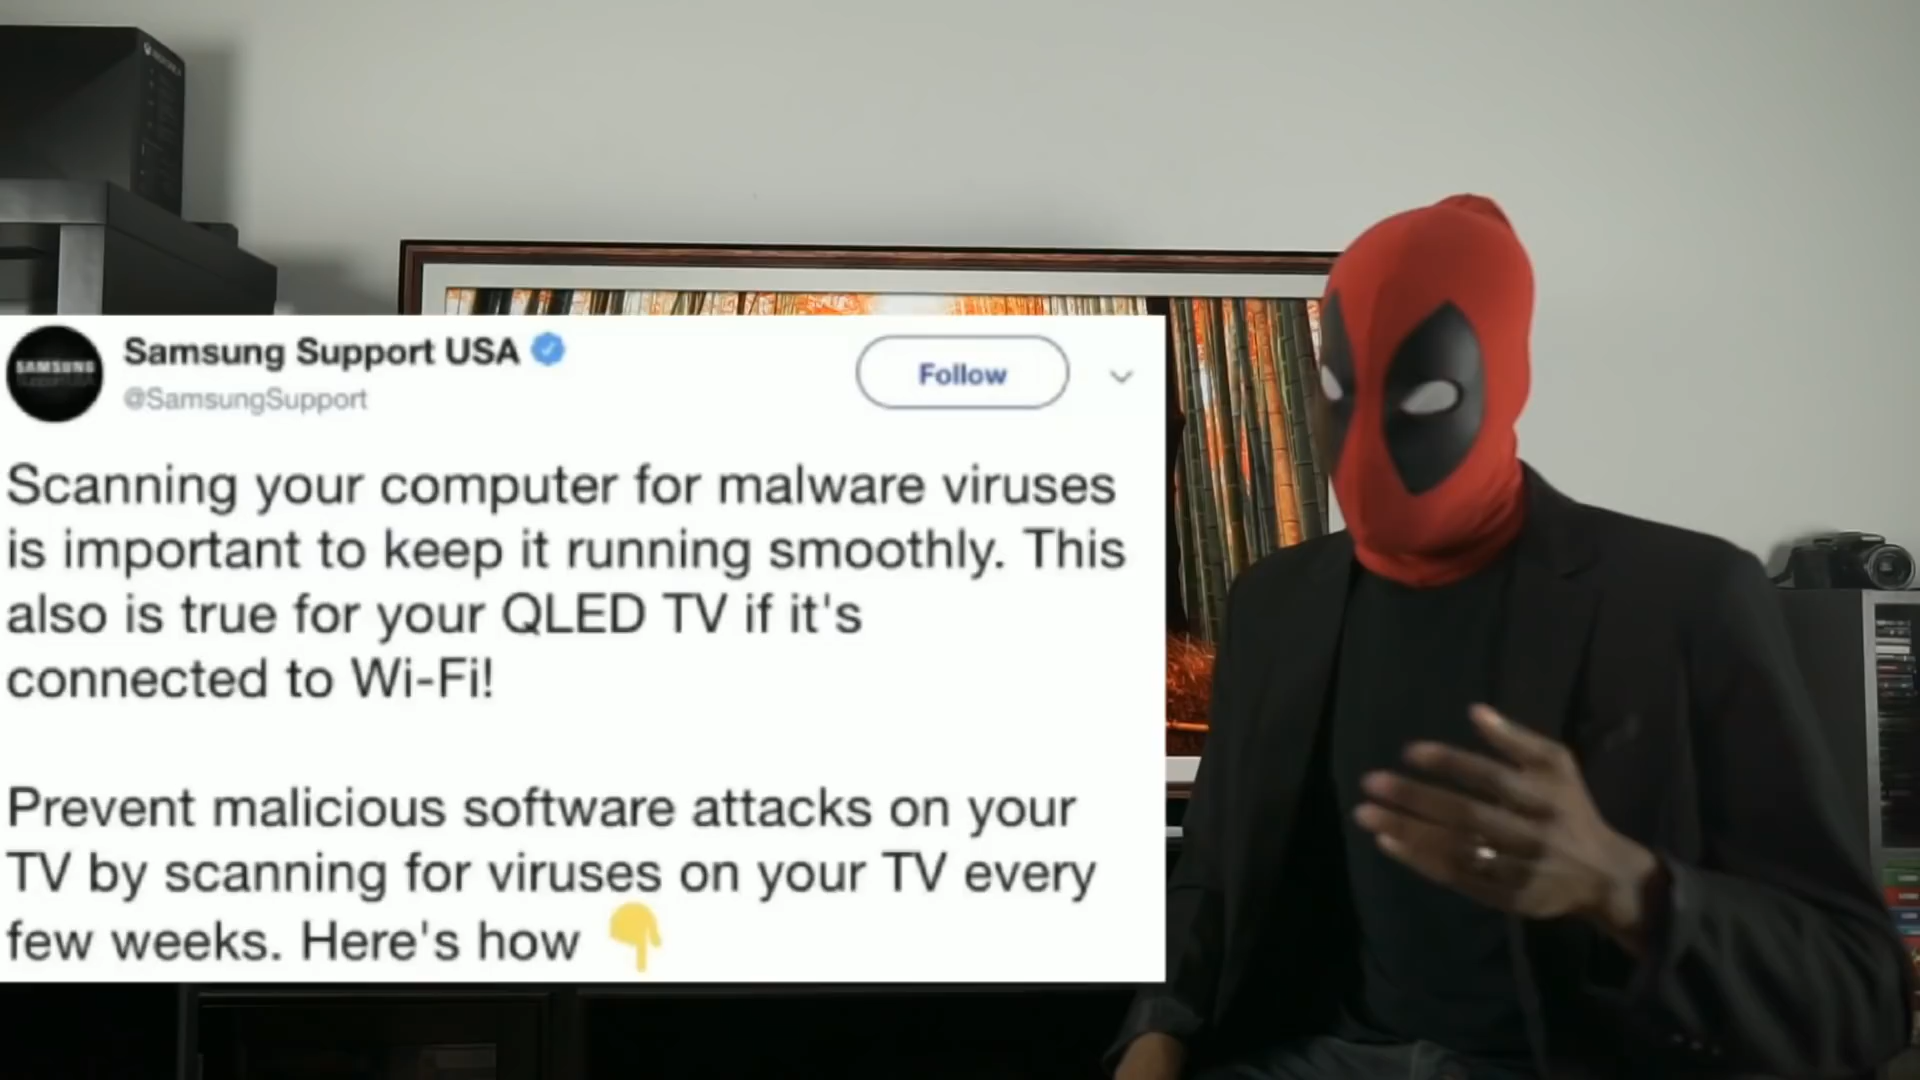 Samsung Support USA
@SamsungSupport
Follow
SAMSUNG
Scanning your computer for malware viruses
is important to keep it running smoothly. This
also is true for your QLED TV if it's
connected to Wi-Fi!
Prevent malicious software attacks on your
TV by scanning for viruses on your TV every
few weeks. Here's how